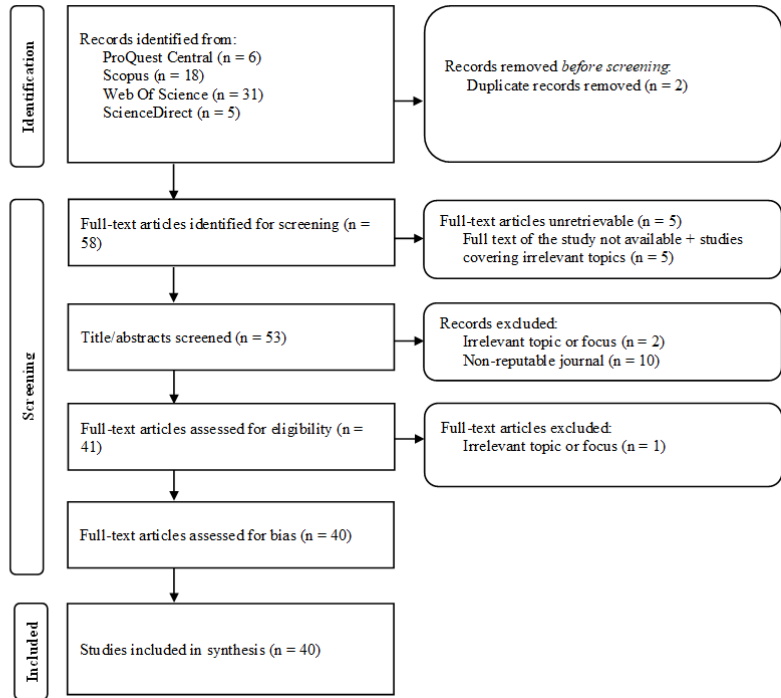 Identification
Records identified from:
ProQuest Central (n = 6)
Scopus (n = 18)
Web Of Science (n = 31)
ScienceDirect (n = 5)
Records removed before screening:
Duplicate records removed (n = 2)
Screening
Full-text articles identified for screening (n =
58)
Full-text articles unretrievable (n = 5)
Full text of the study not available + studies
covering irrelevant topics (n = 5)
Title/abstracts screened (n = 53)
Records excluded:
Irrelevant topic or focus (n = 2)
Non-reputable journal (n = 10)
Full-text articles assessed for eligibility (n =
41)
Full-text articles excluded:
Irrelevant topic or focus (n = 1)
Full-text articles assessed for bias (n = 40)
Included
Studies included in synthesis (n = 40)